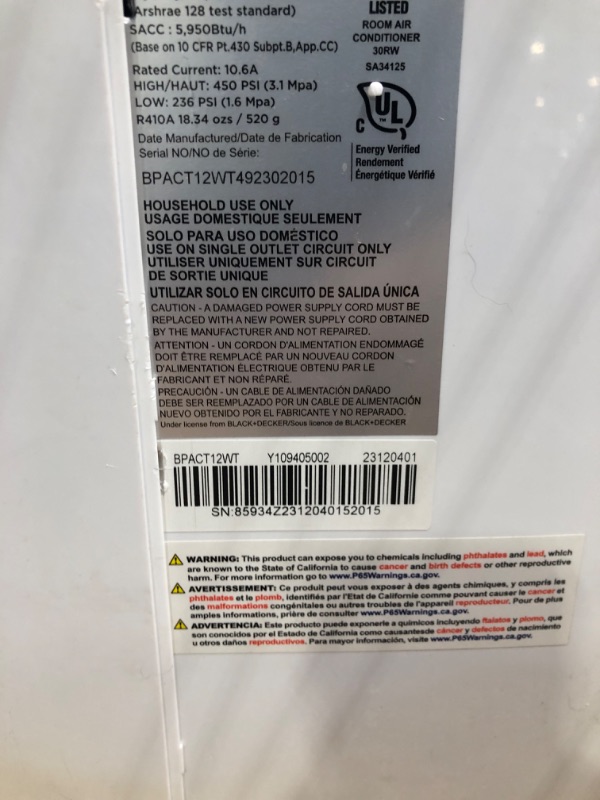 Arshrae 128 test standard)
SACC : 5,950Btu/h
(Base on 10 CFR Pt.430 Subpt.B,App.CC)
Rated Current: 10.6A
HIGH/HAUT: 450 PSI (3.1 Mpa)
LOW: 236 PSI (1.6 Mpa)
R410A 18.34 ozs / 520 g
Date Manufactured/Date de Fabrication
Serial NO/NO de Série:
BPACT12WT492302015
LISTED
ROOM AIR
CONDITIONER
30RW
SA34125
C UL
Energy Verified
Rendement
Énergétique Vérifié
HOUSEHOLD USE ONLY
USAGE DOMESTIQUE SEULEMENT
SOLO PARA USO DOMÉSTICO
USE ON SINGLE OUTLET CIRCUIT ONLY
UTILISER UNIQUEMENT SUR CIRCUIT
DE SORTIE UNIQUE
UTILIZAR SOLO EN CIRCUITO DE SALIDA ÚNICA
CAUTION - A DAMAGED POWER SUPPLY CORD MUST BE
REPLACED WITH A NEW POWER SUPPLY CORD OBTAINED
BY THE MANUFACTURER AND NOT REPAIRED.
ATTENTION - UN CORDON D'ALIMENTATION ENDOMMAGÉ
DOIT ÊTRE REMPLACÉ PAR UN NOUVEAU CORDON
D'ALIMENTATION ÉLECTRIQUE OBTENU PAR LE
FABRICANT ET NON RÉPARÉ.
PRECAUCIÓN - UN CABLE DE ALIMENTACIÓN DAÑADO
DEBE SER REEMPLAZADO POR UN CABLE DE ALIMENTACIÓN
NUEVO OBTENIDO POR EL FABRICANTE Y NO REPARADO.
Under license from BLACK+DECKER/Sous licence de BLACK+DECKER
BPACT12WT Y109405002 23120401
SN:85934Z2312040152015
WARNING: This product can expose you to chemicals including phthalates and lead, which
are known to the State of California to cause cancer and birth defects or other reproductive
harm. For more information go to www.P65Warnings.ca.gov.
AVERTISSEMENT: Ce produit peut vous exposer à des agents chimiques, y compris les
phthalates et le plomb, identifiés par l'Etat de Californie comme pouvant causer le cancer et
des malformations congénitales ou autres troubles de l'appareil reproducteur. Pour de plus
amples informations, prière de consulter www.P65Warnings.ca.gov.
ADVERTENCIA: Este producto puede exponerle a químicos incluyendo ftalatos y plomo, que
son conocidos por el Estado de California como causantesde cáncer y defectos de nacimiento
u otros daños reproductivos. Para mayor información, visite www.P65Warnings.ca.gov.